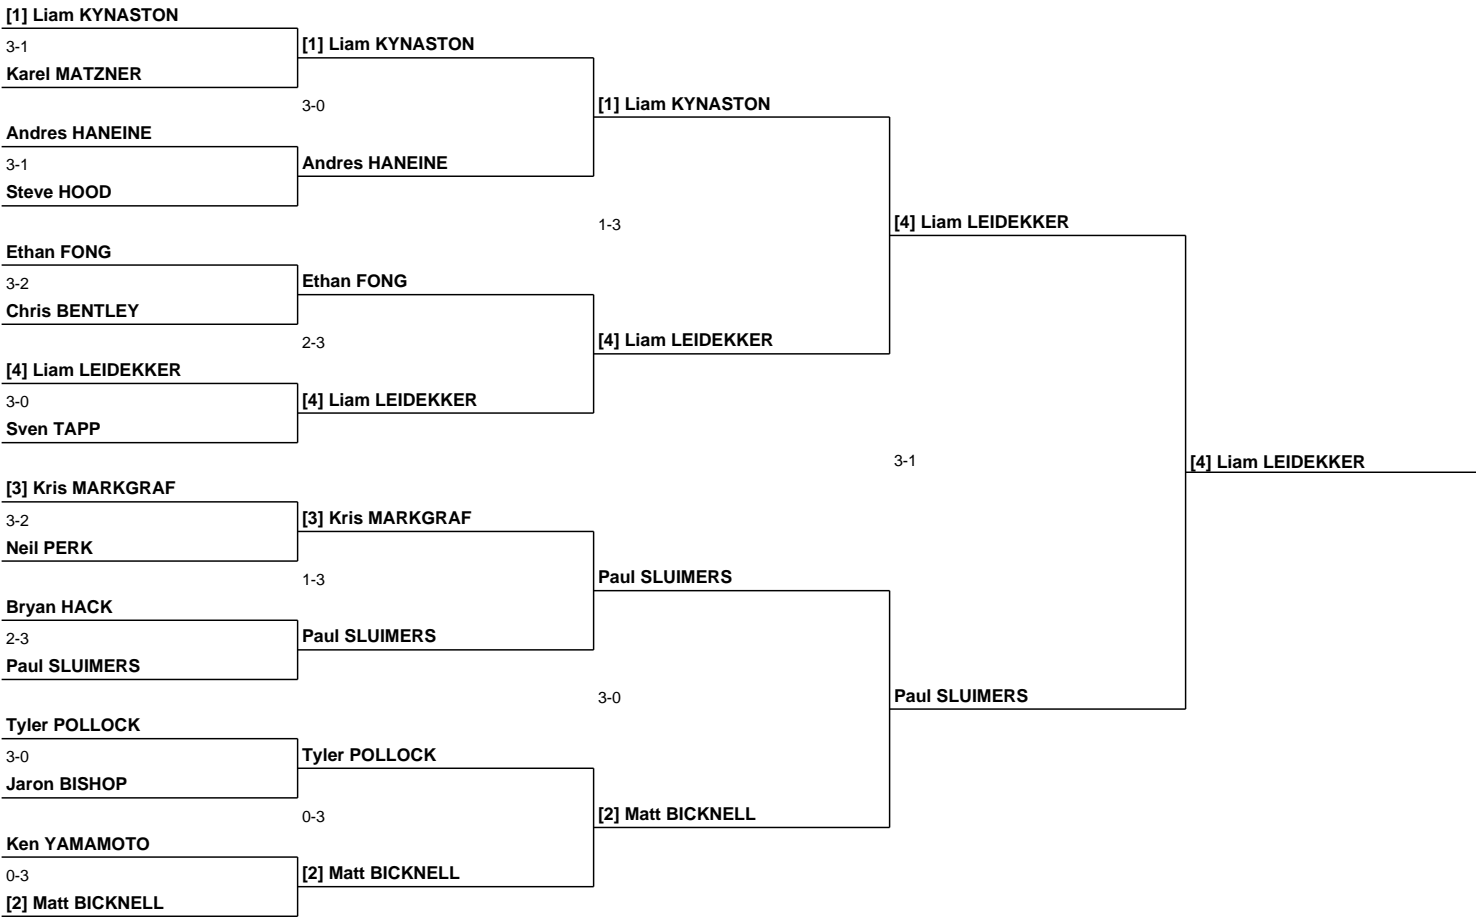 [1] Liam KYNASTON
3-1
Karel MATZNER
Andres HANEINE
3-1
Steve HOOD
Ethan FONG
3-2
Chris BENTLEY
[4] Liam LEIDEKKER
3-0
Sven TAPP
[3] Kris MARKGRAF
3-2
Neil PERK
Bryan HACK
2-3
Paul SLUIMERS
Tyler POLLOCK
3-0
Jaron BISHOP
Ken YAMAMOTO
0-3
[2] Matt BICKNELL
[1] Liam KYNASTON
3-0
Andres HANEINE
Ethan FONG
2-3
[4] Liam LEIDEKKER
[3] Kris MARKGRAF
1-3
Paul SLUIMERS
Tyler POLLOCK
0-3
[2] Matt BICKNELL
[1] Liam KYNASTON
1-3
[4] Liam LEIDEKKER
Paul SLUIMERS
3-0
[2] Matt BICKNELL
[4] Liam LEIDEKKER
3-1
Paul SLUIMERS
[4] Liam LEIDEKKER